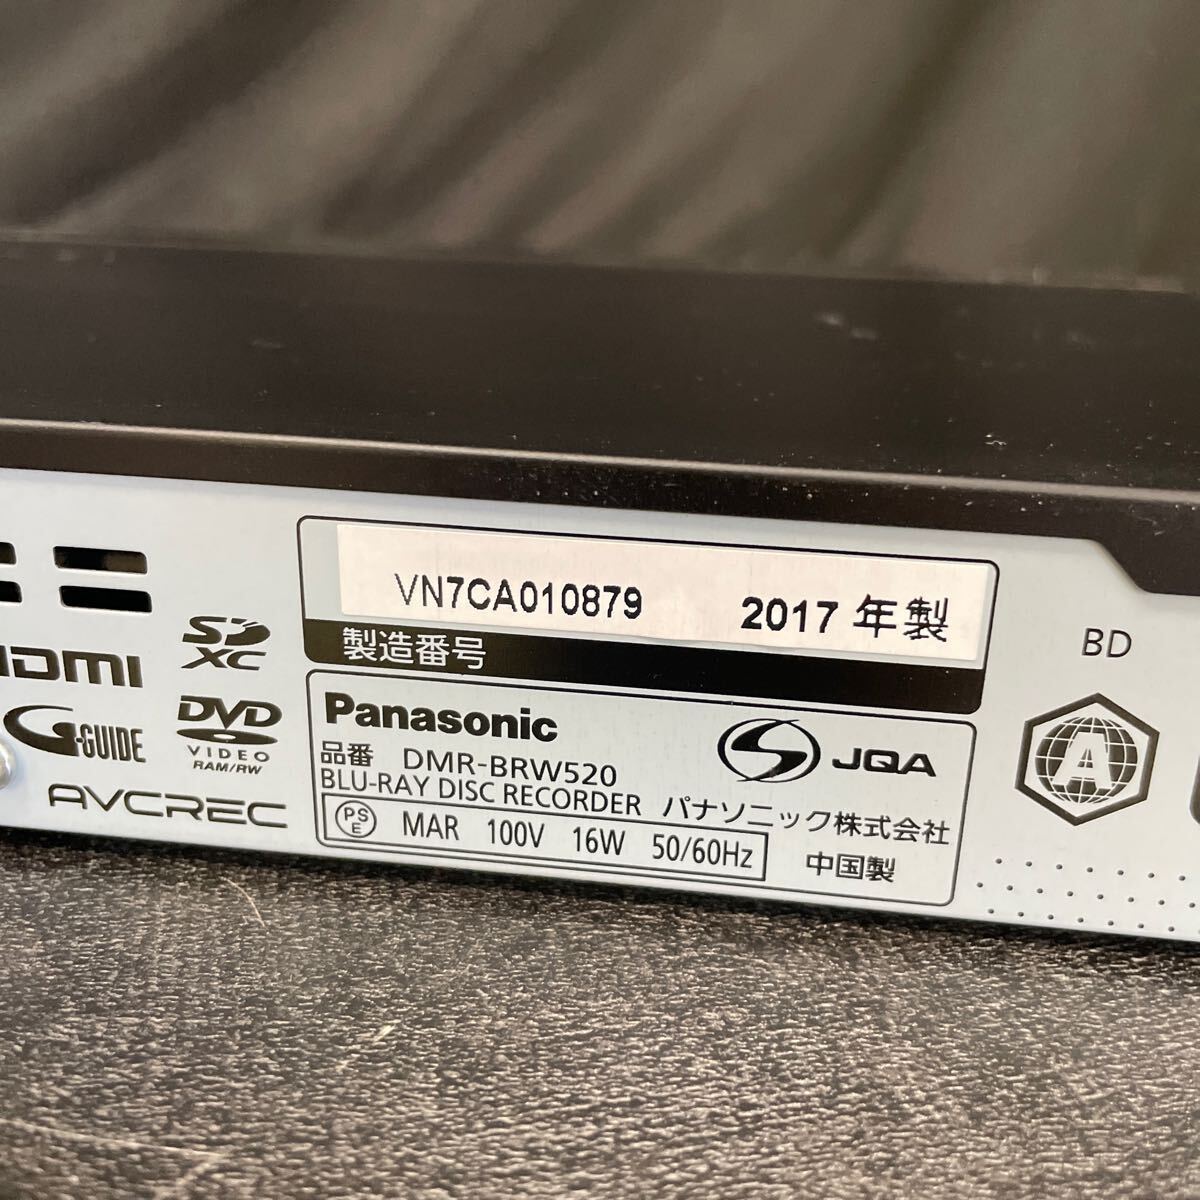 VN7CA010879 2017 年製
製造番号
Panasonic
品番 DMR-BRW520
BLU-RAY DISC RECORDER
パナソニック株式会社
PS E MAR 100V 16W 50/60Hz
中国製
JQA
BD
A
HDMI
SD XC
G-GUIDE
DVD
VIDEO
RAM/RW
AVCREC